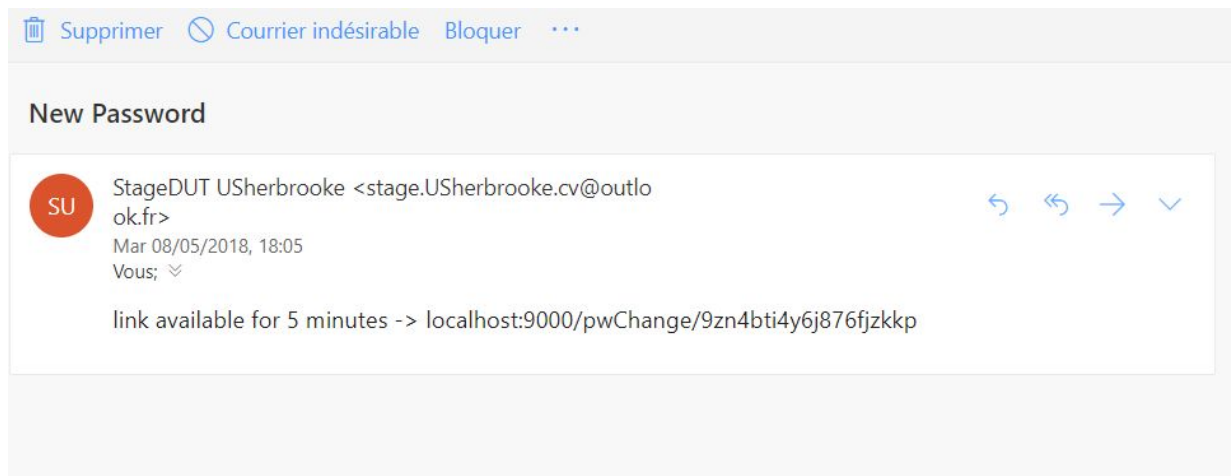 Supprimer Courrier indésirable Bloquer ...
New Password
SU
StageDUT USherbrooke <stage.USherbrooke.cv@outlo
ok.fr>
Mar 08/05/2018, 18:05
Vous;
link available for 5 minutes -> localhost:9000/pwChange/9zn4bti4y6j876fjzkkp